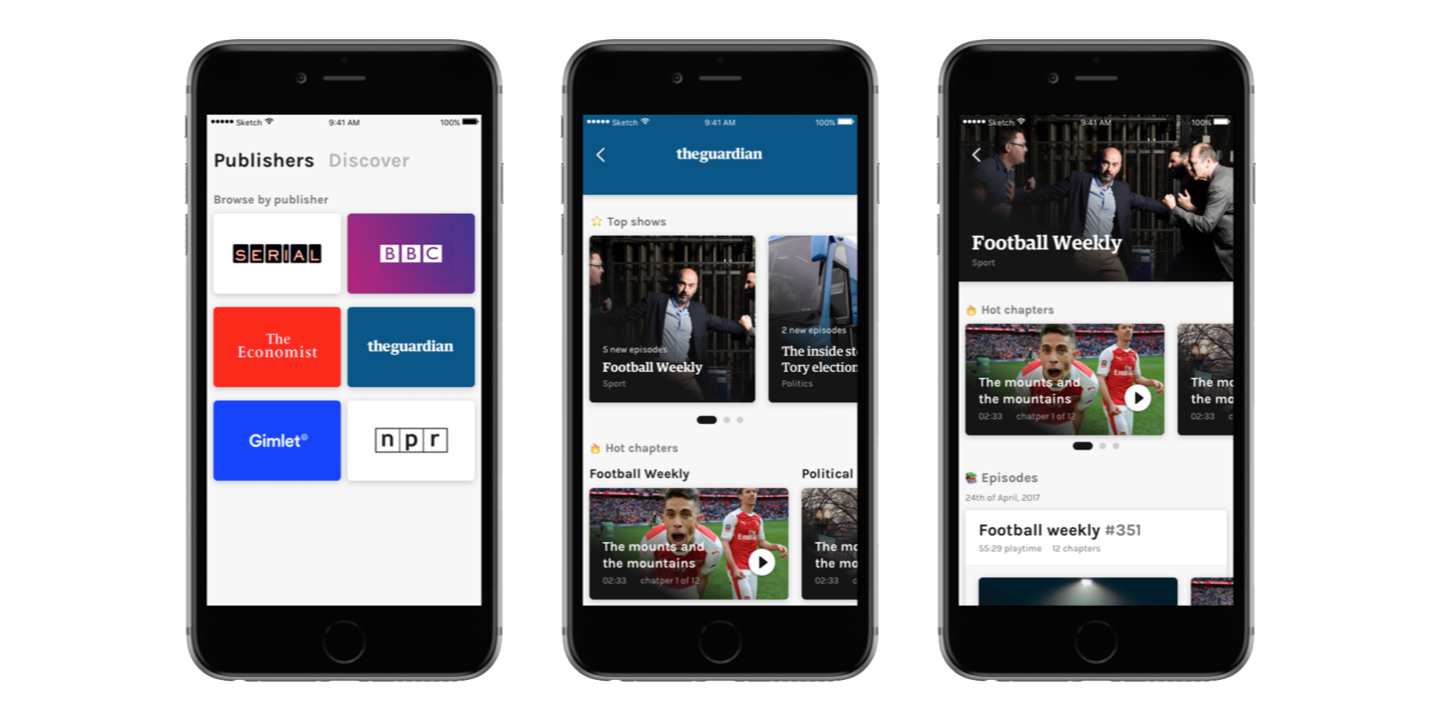 Sketch 9:41 AM 100%
Publishers Discover
Browse by publisher
SERIAL
BBC
The
Economist
theguardian
Gimlet
npr
Sketch 9:41 AM 100%
theguardian
Top shows
5 new episodes
Football Weekly
Sport
2 new episodes
The inside st
Tory election
Politics
Hot chapters
Football Weekly
The mounts and
the mountains
02:33 chatper 1 of 12
Political
The mo
the mo
02:33 c
Sketch 9:41 AM 100%
Football Weekly
Sport
Hot chapters
The mounts and
the mountains
02:33 chatper 1 of 12
The mo
the mo
02:33 c
Episodes
24th of April, 2017
Football weekly #351
55:29 playtime 12 chapters